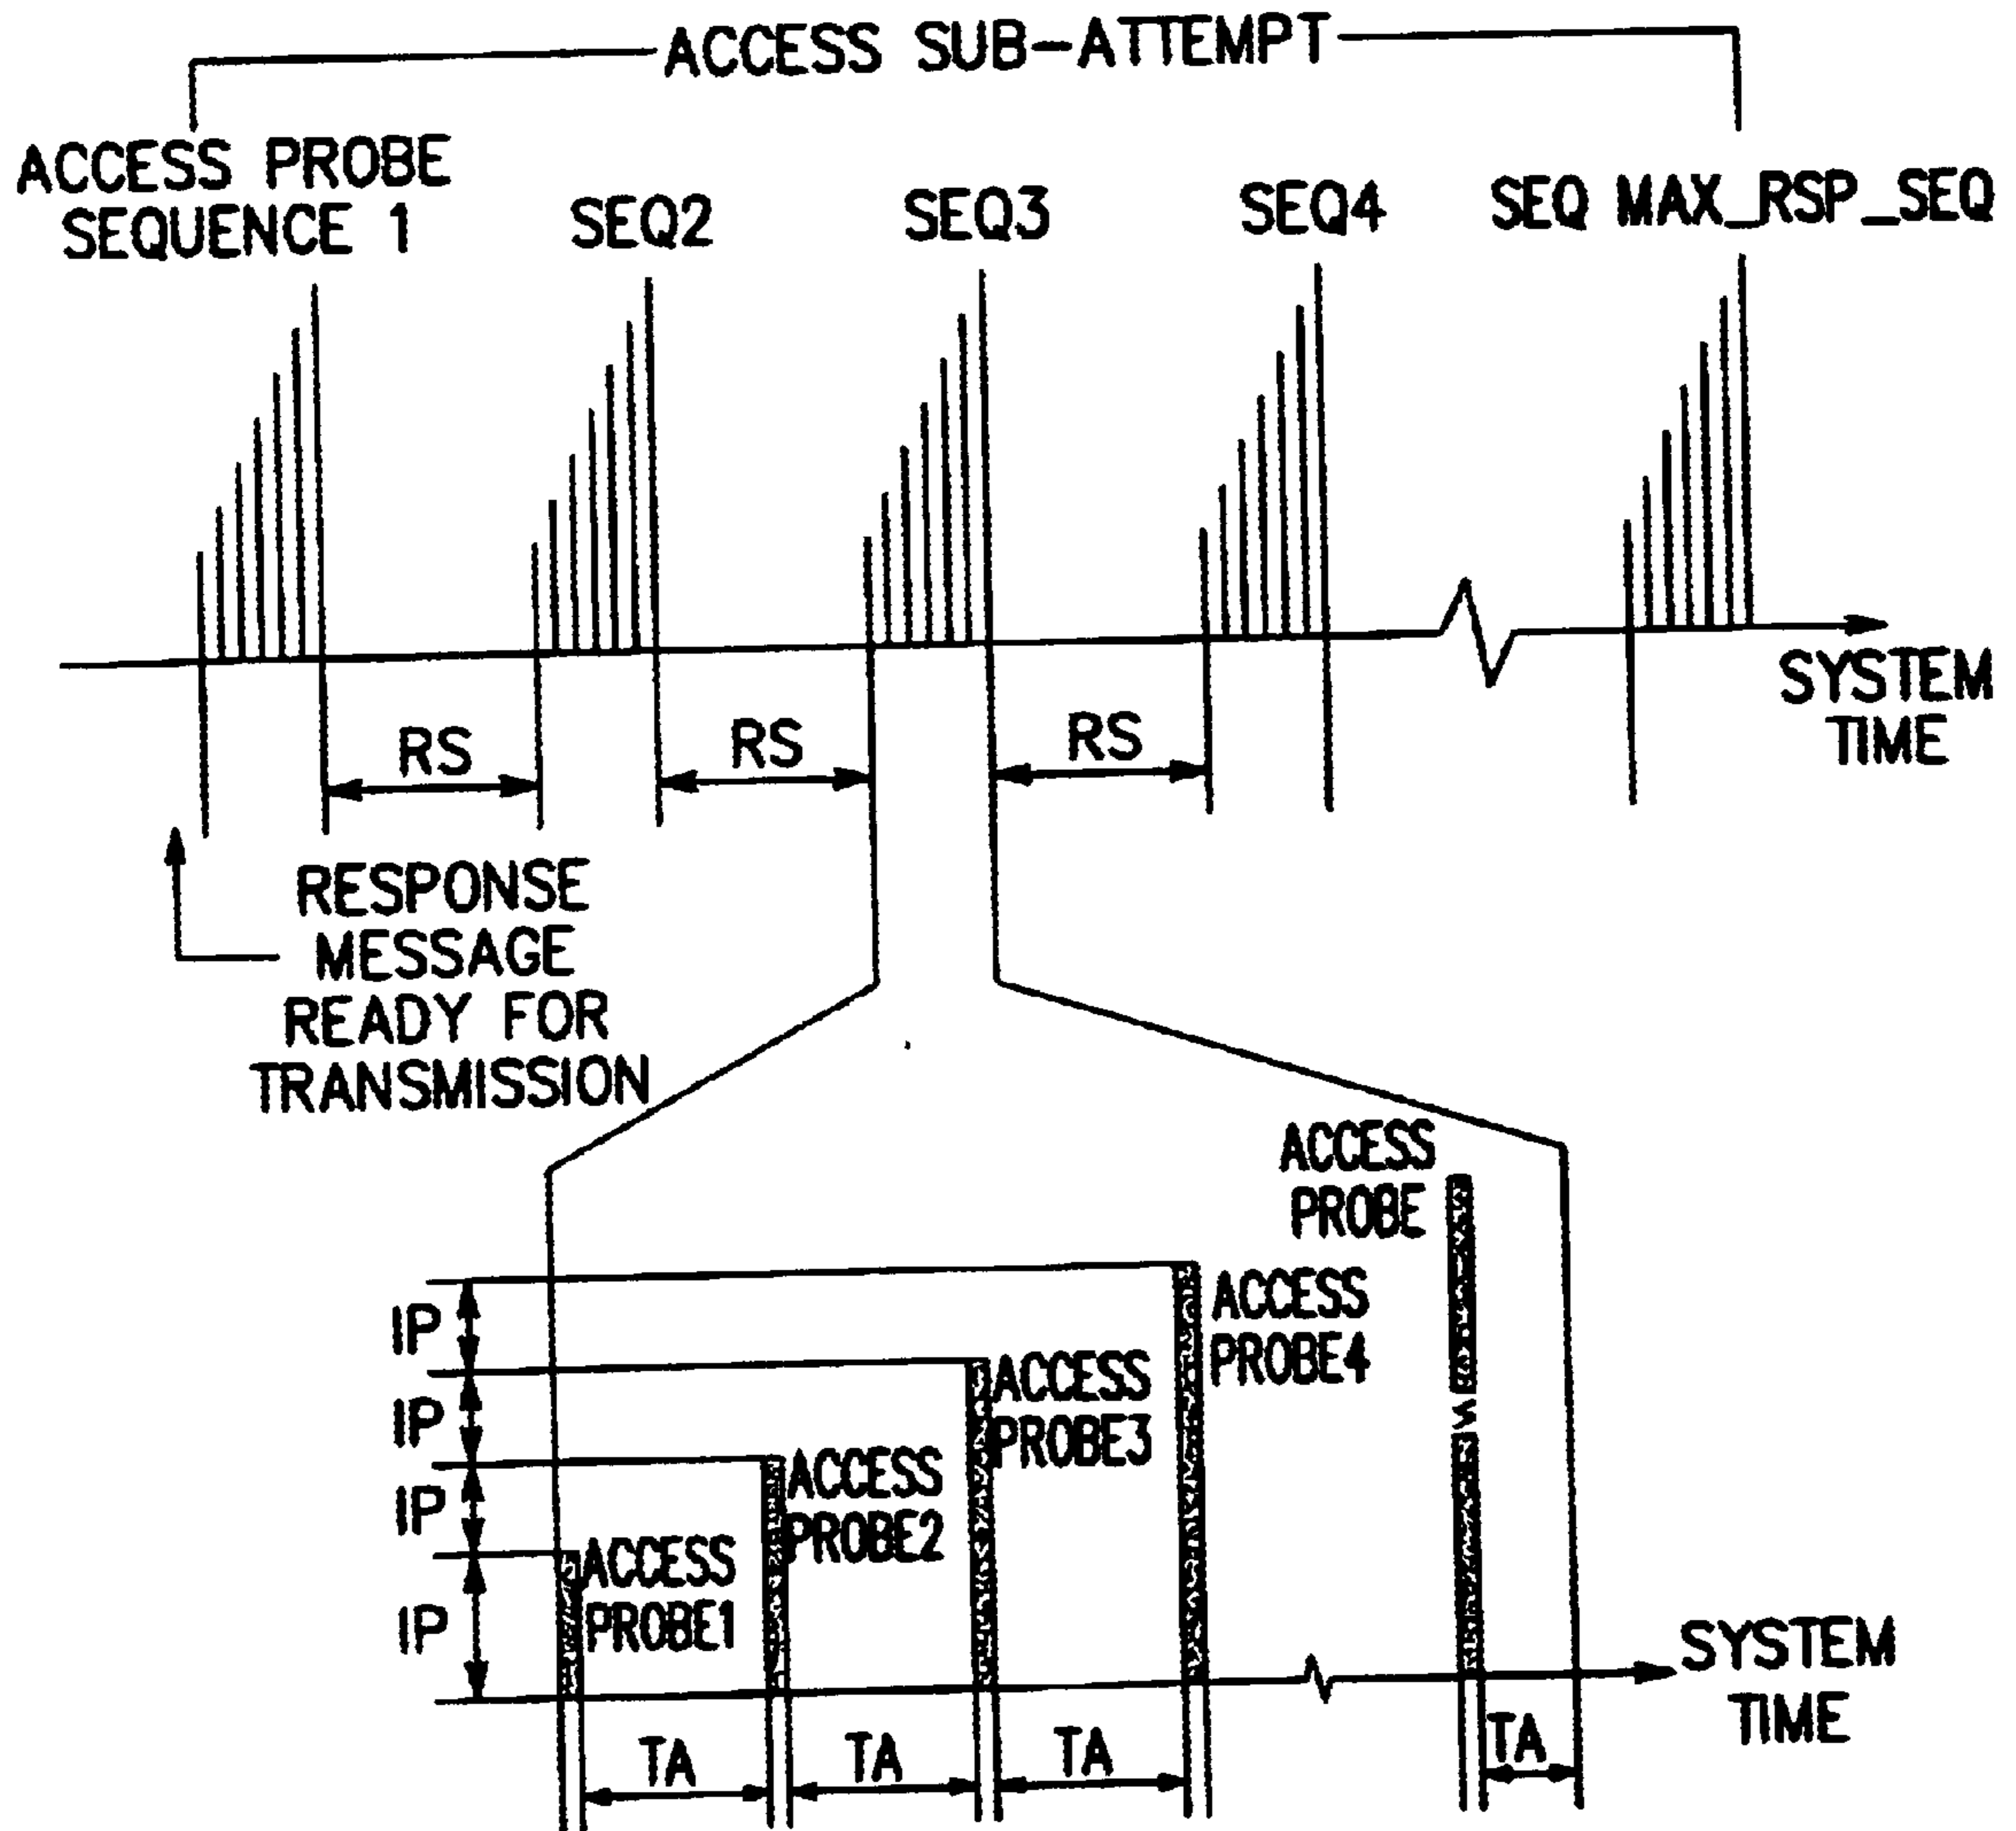 ACCESS SUB-ATTEMPT
ACCESS PROBE
SEQUENCE 1
SEQ2
SEQ3
SEQ4
SEQ MAX_RSP_SEQ
SYSTEM
TIME
RS
RS
RS
RESPONSE
MESSAGE
READY FOR
TRANSMISSION
ACCESS
PROBE
IP
ACCESS
PROBE4
IP
ACCESS
PROBE3
IP
ACCESS
PROBE2
IP
ACCESS
PROBE1
SYSTEM
TIME
TA
TA
TA
TA